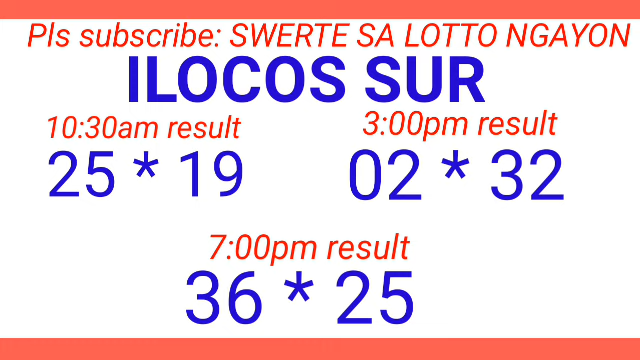 Pls subscribe: SWERTE SA LOTTO NGAYON
ILOCOS SUR
10:30am result
25 * 19
3:00pm result
02 * 32
7:00pm result
36 * 25